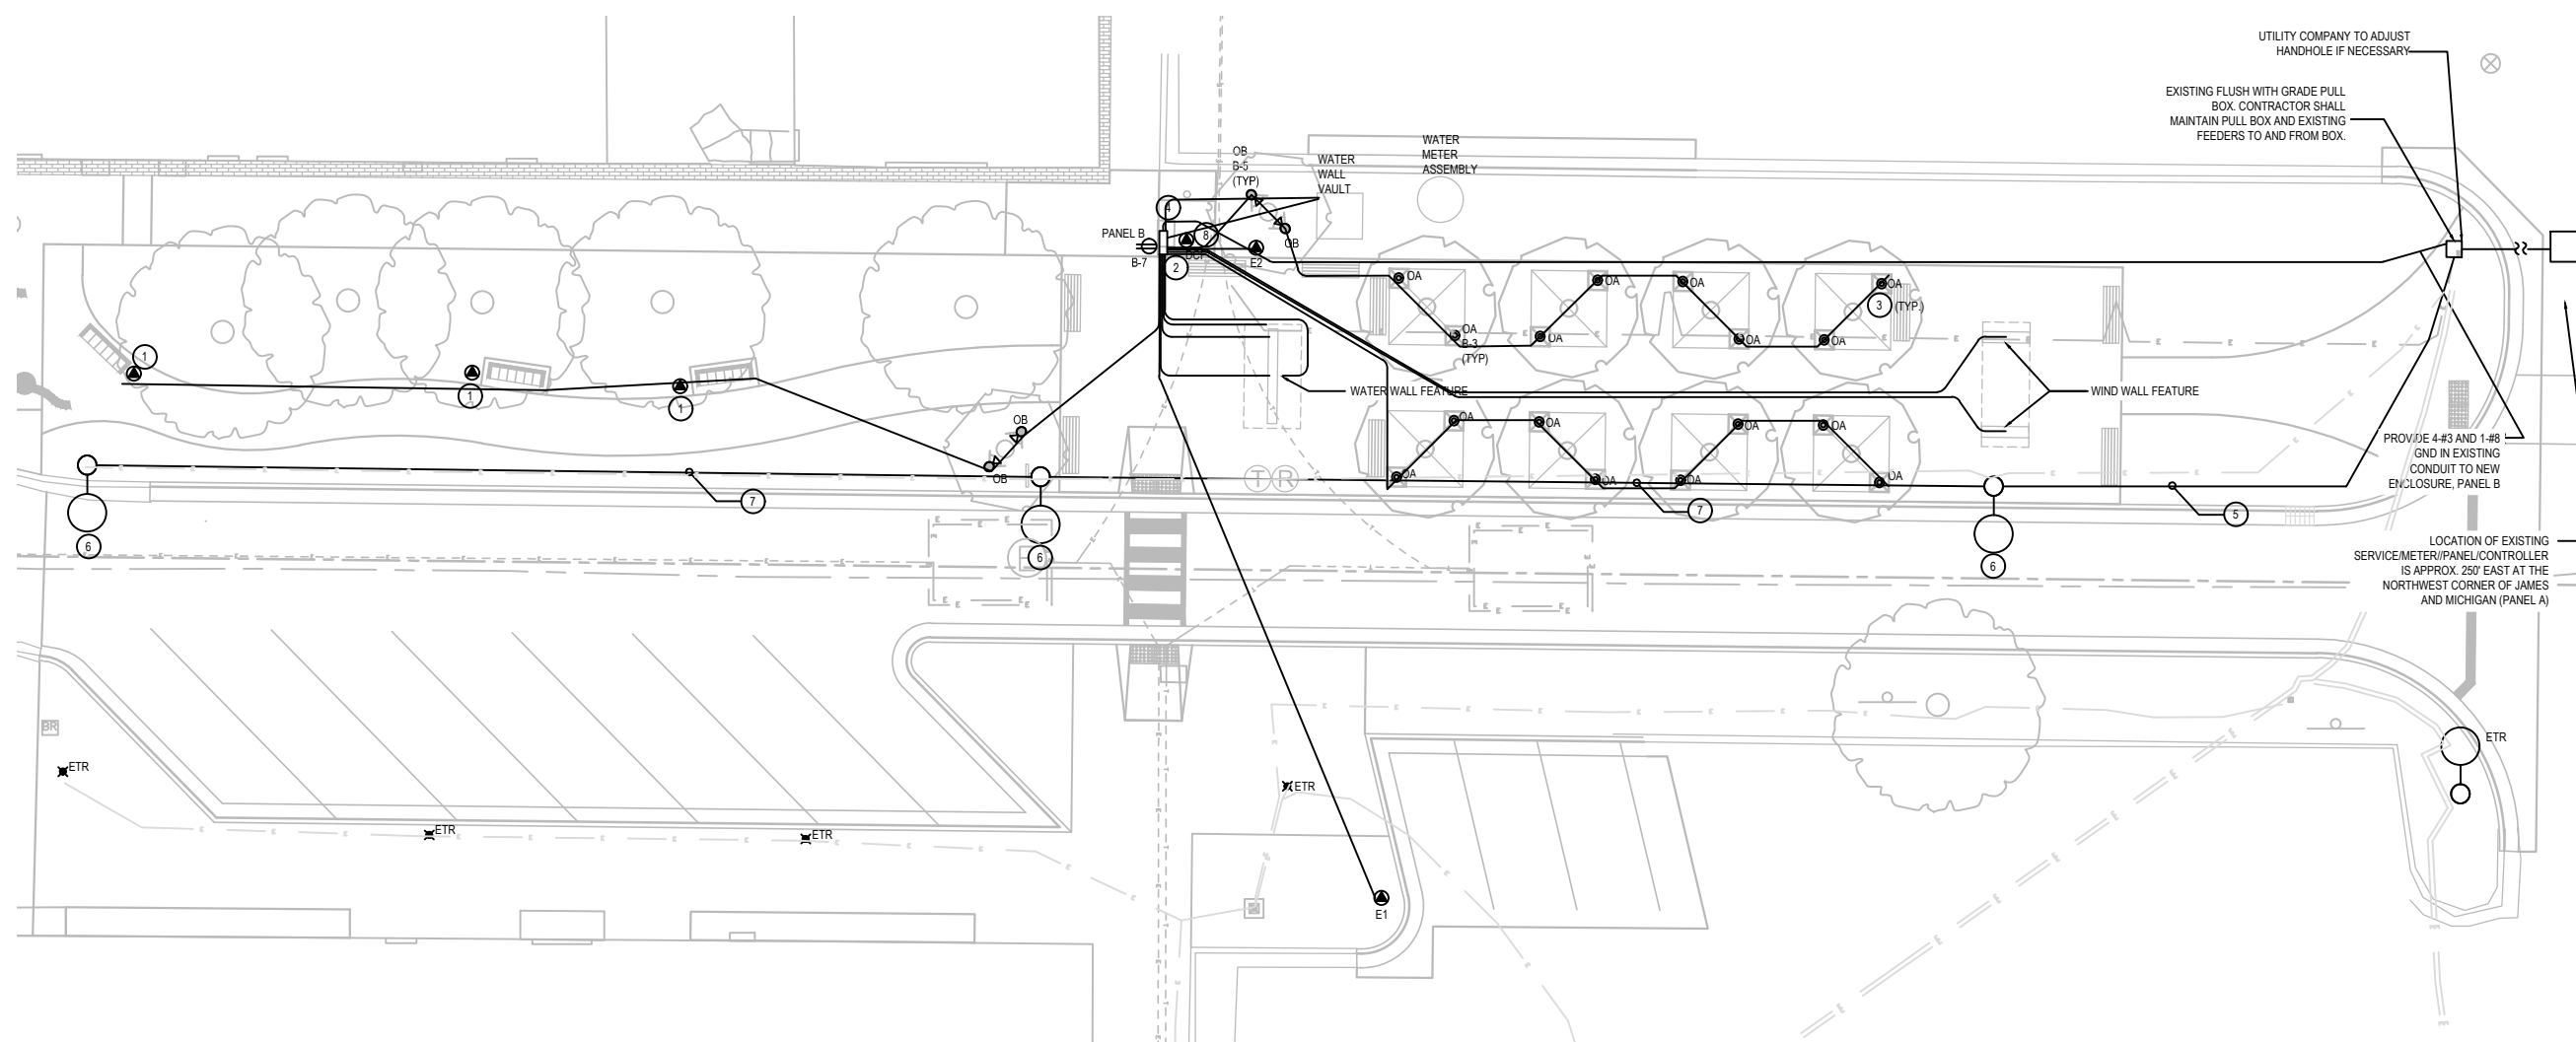 UTILITY COMPANY TO ADJUST
HANDHOLE IF NECESSARY
EXISTING FLUSH WITH GRADE PULL
BOX. CONTRACTOR SHALL
MAINTAIN PULL BOX AND EXISTING
FEEDERS TO AND FROM BOX.
WATER
METER
ASSEMBLY
WATER
WALL
VAULT
OB
B-5
(TYP)
4
8
PANEL B
B-7
2
E2
OB
OA
OA
OA
OA
3 (TYP.)
OA
B-3
(TYP)
OA
OA
OA
1
1
1
WATER WALL FEATURE
WIND WALL FEATURE
OB
OB
OA
OA
OA
OA
OA
OA
OA
OA
T R
7
7
5
6
6
6
PROVIDE 4-#3 AND 1-#8
GND IN EXISTING
CONDUIT TO NEW
ENCLOSURE, PANEL B
LOCATION OF EXISTING
SERVICE/METER//PANEL/CONTROLLER
IS APPROX. 250' EAST AT THE
NORTHWEST CORNER OF JAMES
AND MICHIGAN (PANEL A)
BR
ETR
ETR
ETR
ETR
ETR
E1